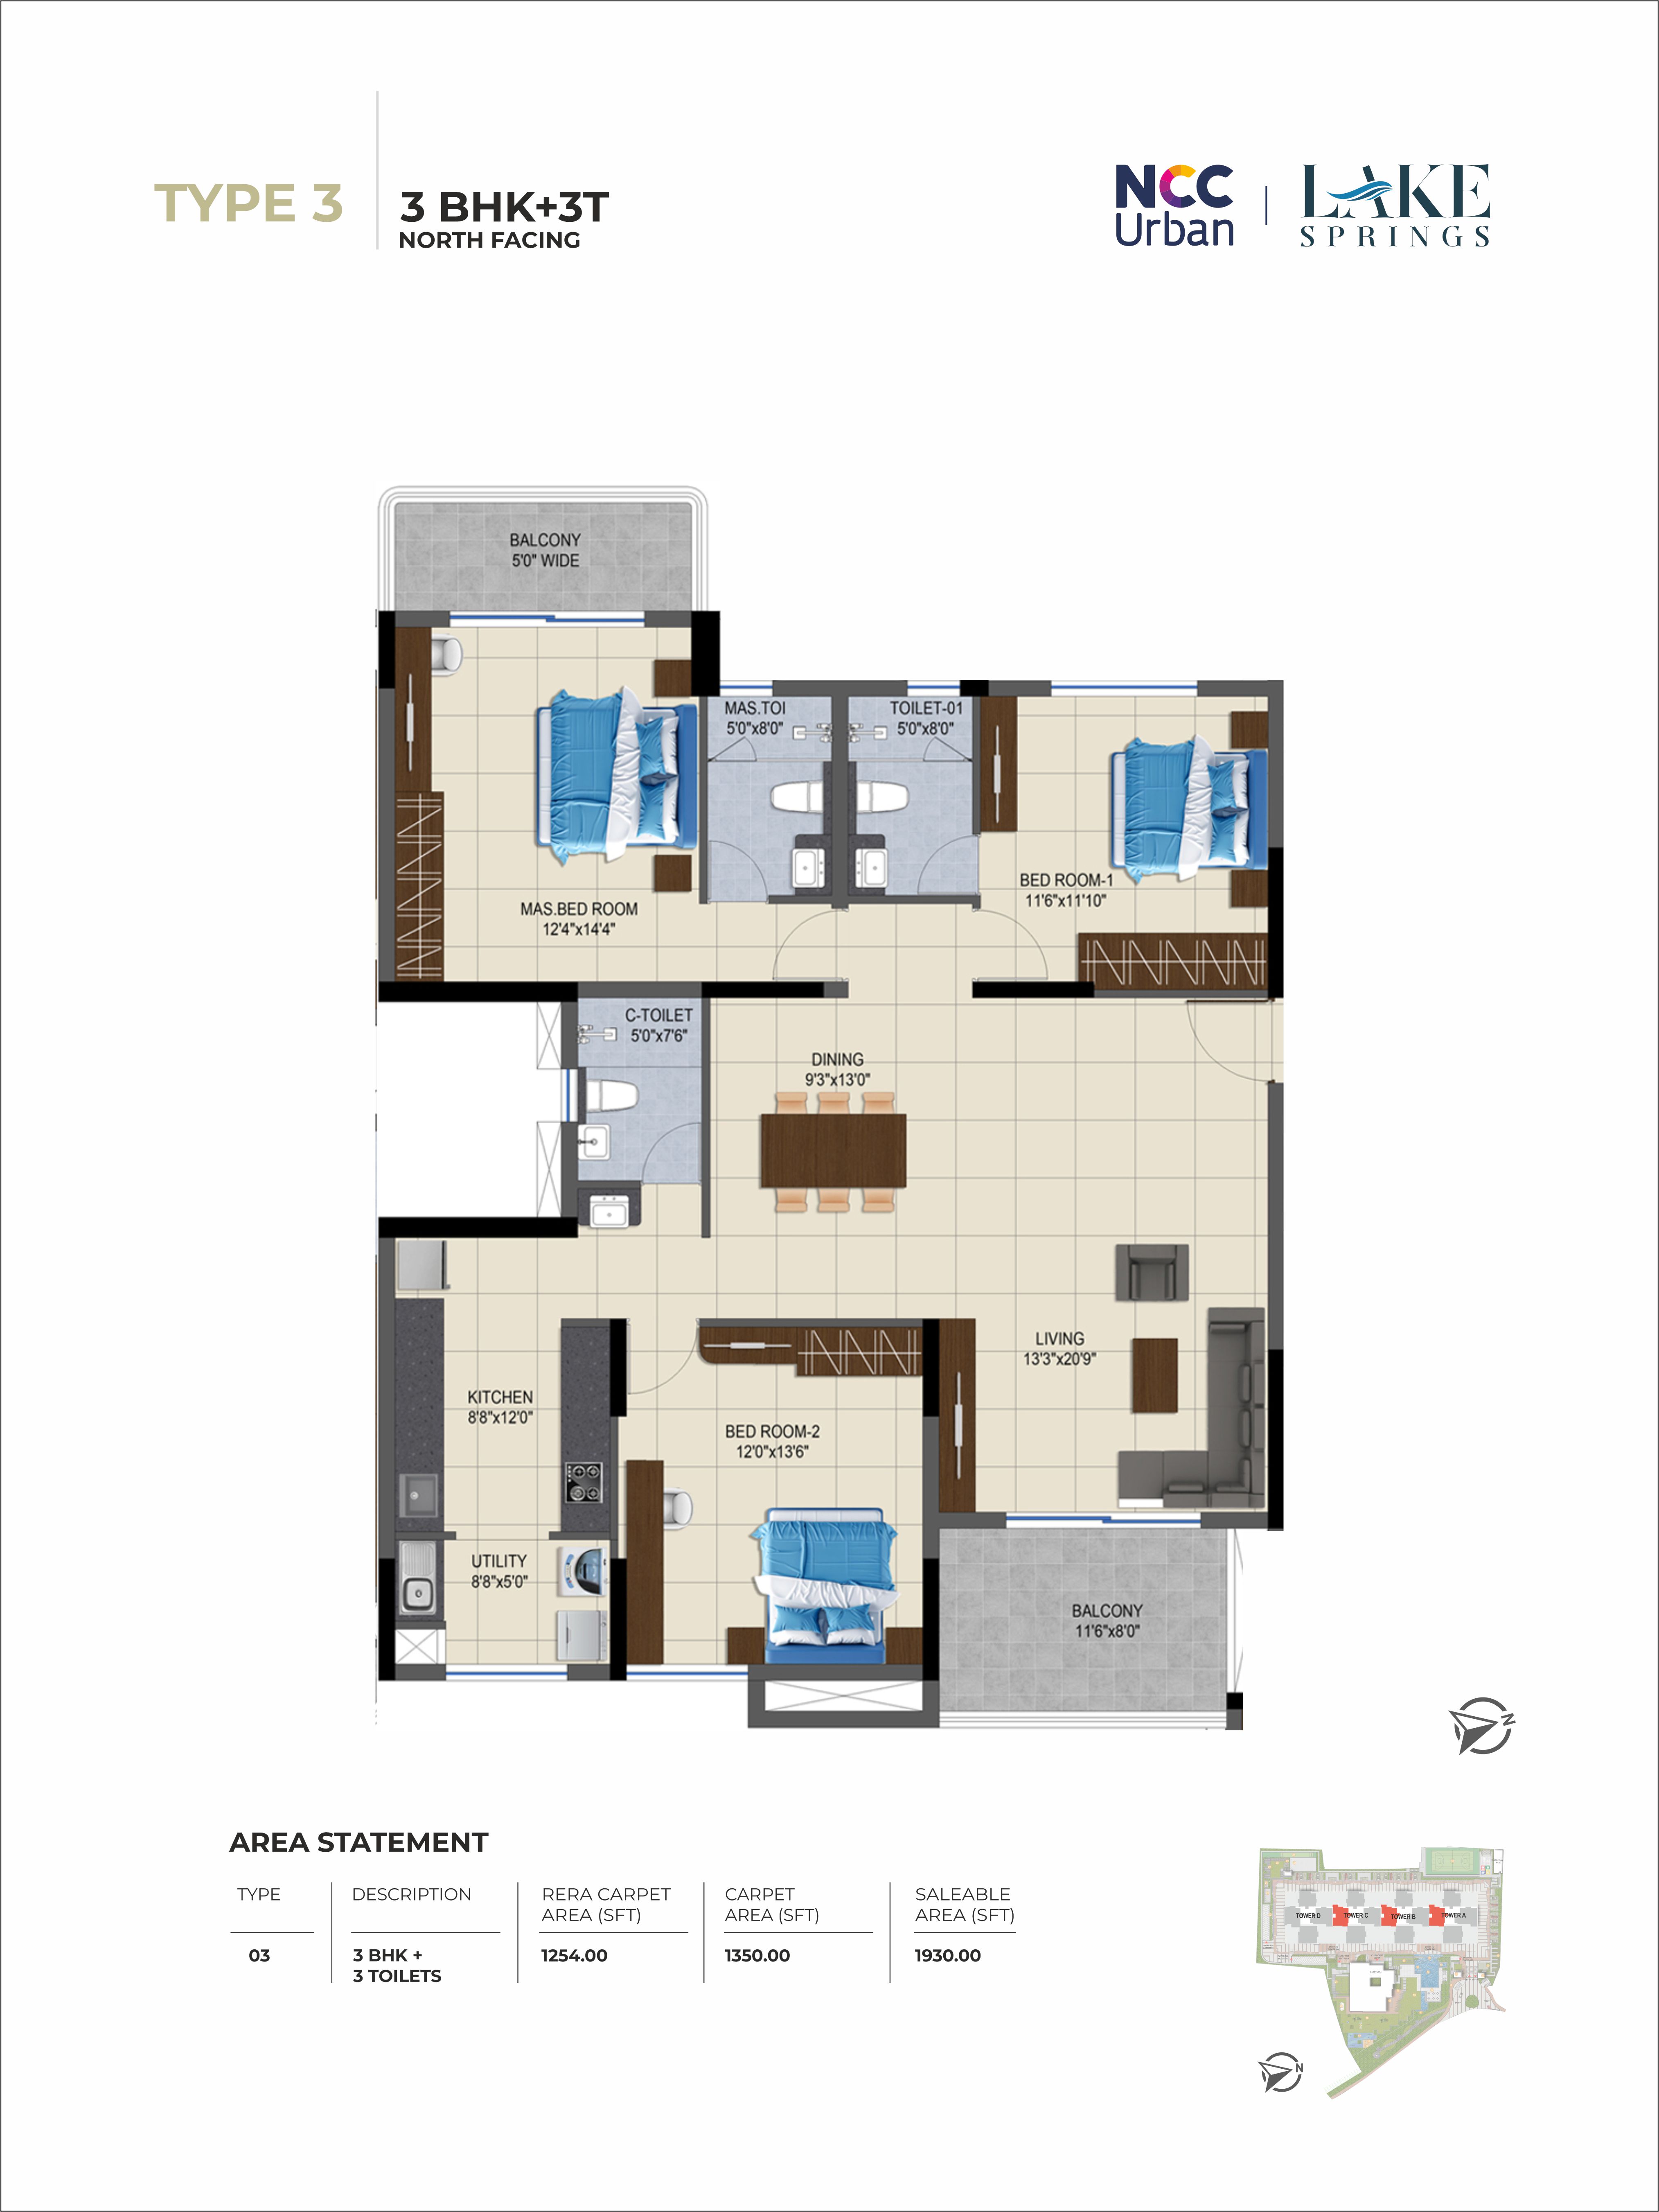 TYPE 3
3 BHK+3T
NORTH FACING
NCC
Urban
LAKE
SPRINGS
BALCONY
5'0" WIDE
MAS.TOI
5'0"x8'0"
TOILET-01
5'0"x8'0"
BED ROOM-1
11'6"x11'10"
MAS.BED ROOM
12'4"x14'4"
C-TOILET
5'0"x7'6"
DINING
9'3"x13'0"
LIVING
13'3"x20'9"
KITCHEN
8'8"x12'0"
BED ROOM-2
12'0"x13'6"
UTILITY
8'8"x5'0"
BALCONY
11'6"x8'0"
N
AREA STATEMENT
TYPE
DESCRIPTION
RERA CARPET
AREA (SFT)
CARPET
AREA (SFT)
SALEABLE
AREA (SFT)
03
3 BHK +
3 TOILETS
1254.00
1350.00
1930.00
TOWER D
TOWER C
TOWER B
TOWER A
N